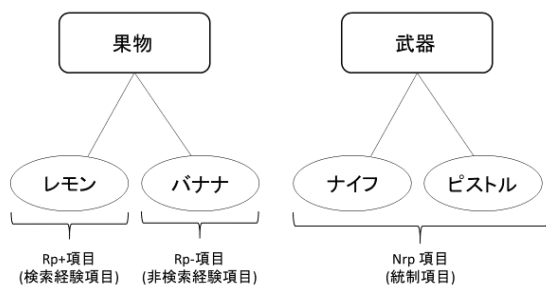 果物
武器
レモン
バナナ
ナイフ
ピストル
Rp+項目
(検索経験項目)
Rp-項目
(非検索経験項目)
Nrp 項目
(統制項目)